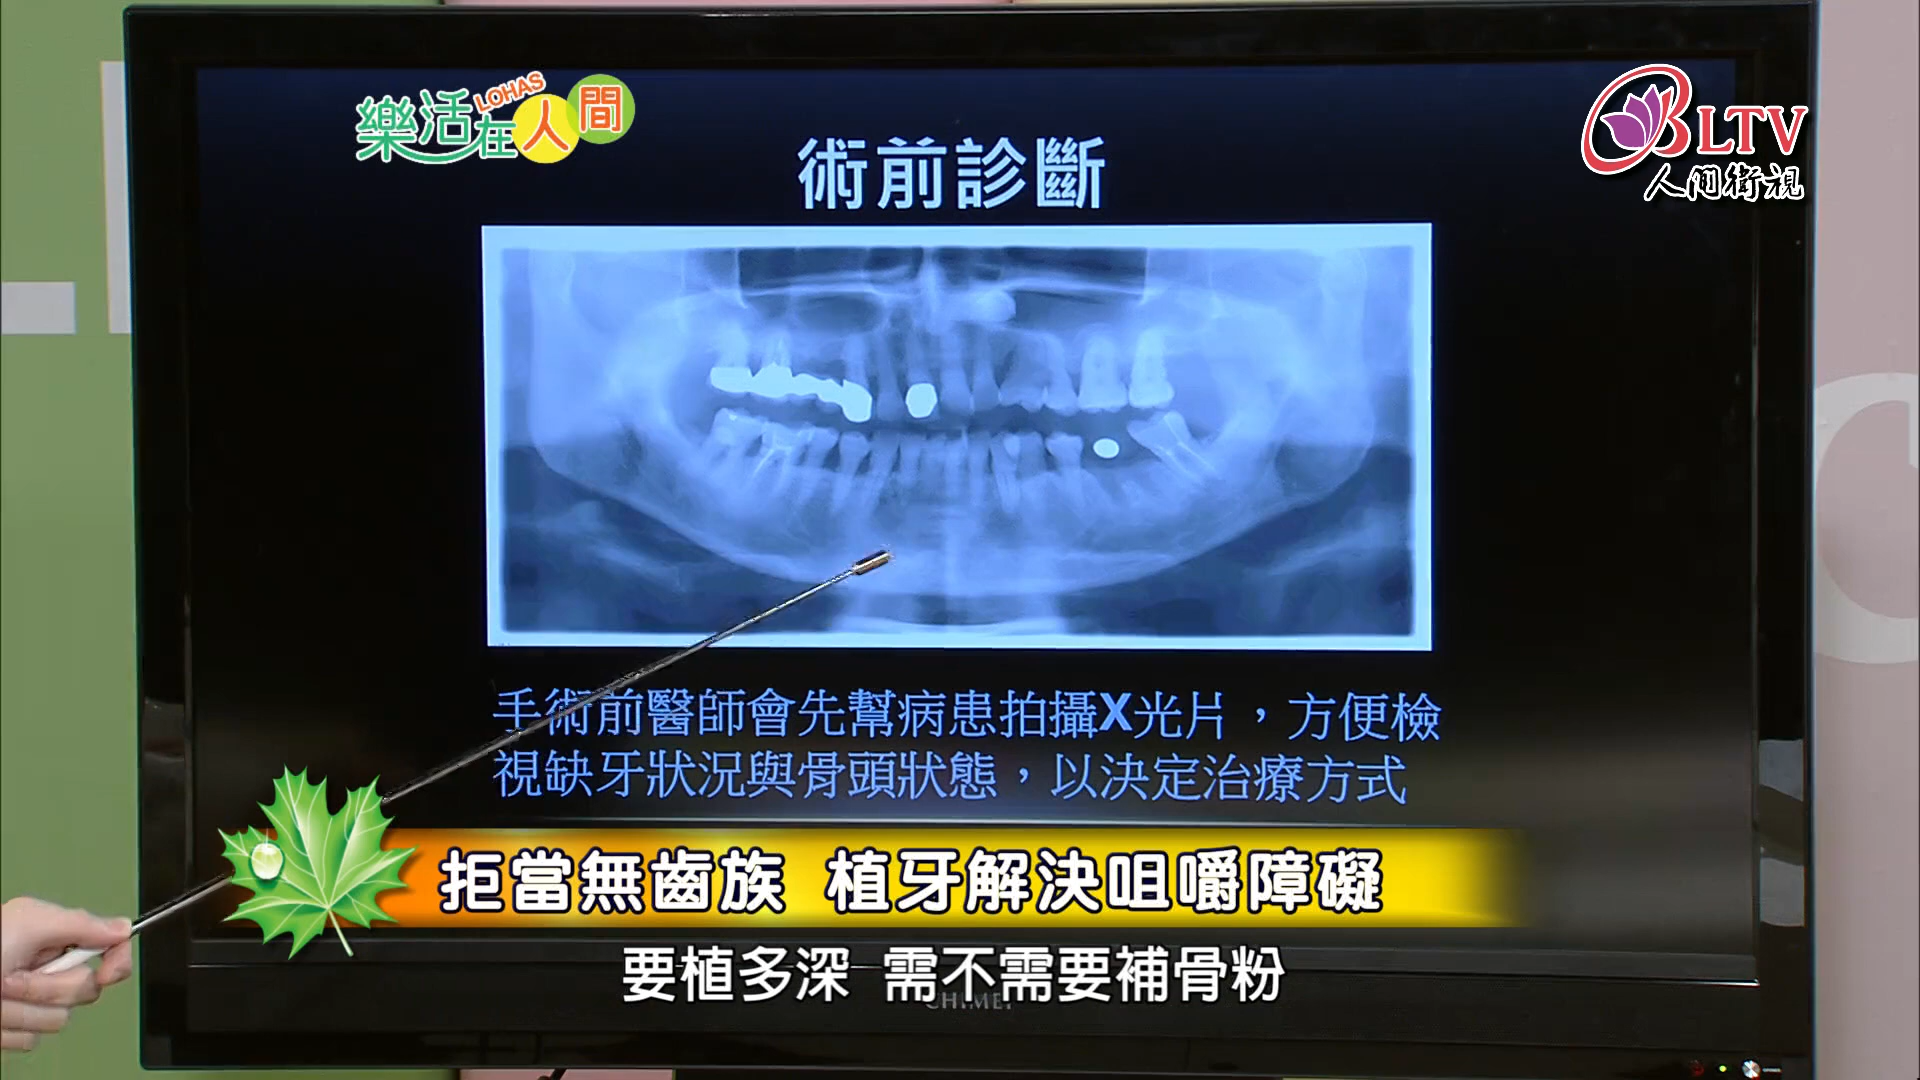 樂活在人間
LOHAS
BLTV
人間衛視
術前診斷
手術前醫師會先幫病患拍攝X光片，方便檢
視缺牙狀況與骨頭狀態，以決定治療方式
拒當無齒族 植牙解決咀嚼障礙
要植多深 需不需要補骨粉
CHIMEI